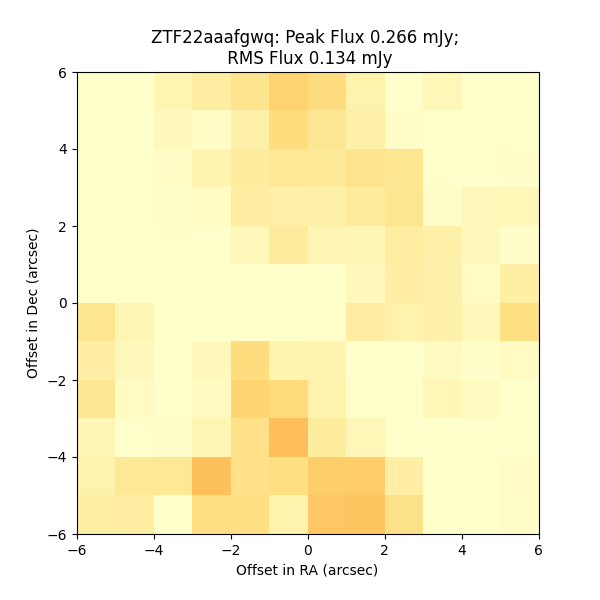 ZTF22aaafgwq: Peak Flux 0.266 mJy;
RMS Flux 0.134 mJy
6
4
2
0
−2
−4
−6
Offset in Dec (arcsec)
−6 −4 −2 0 2 4 6
Offset in RA (arcsec)